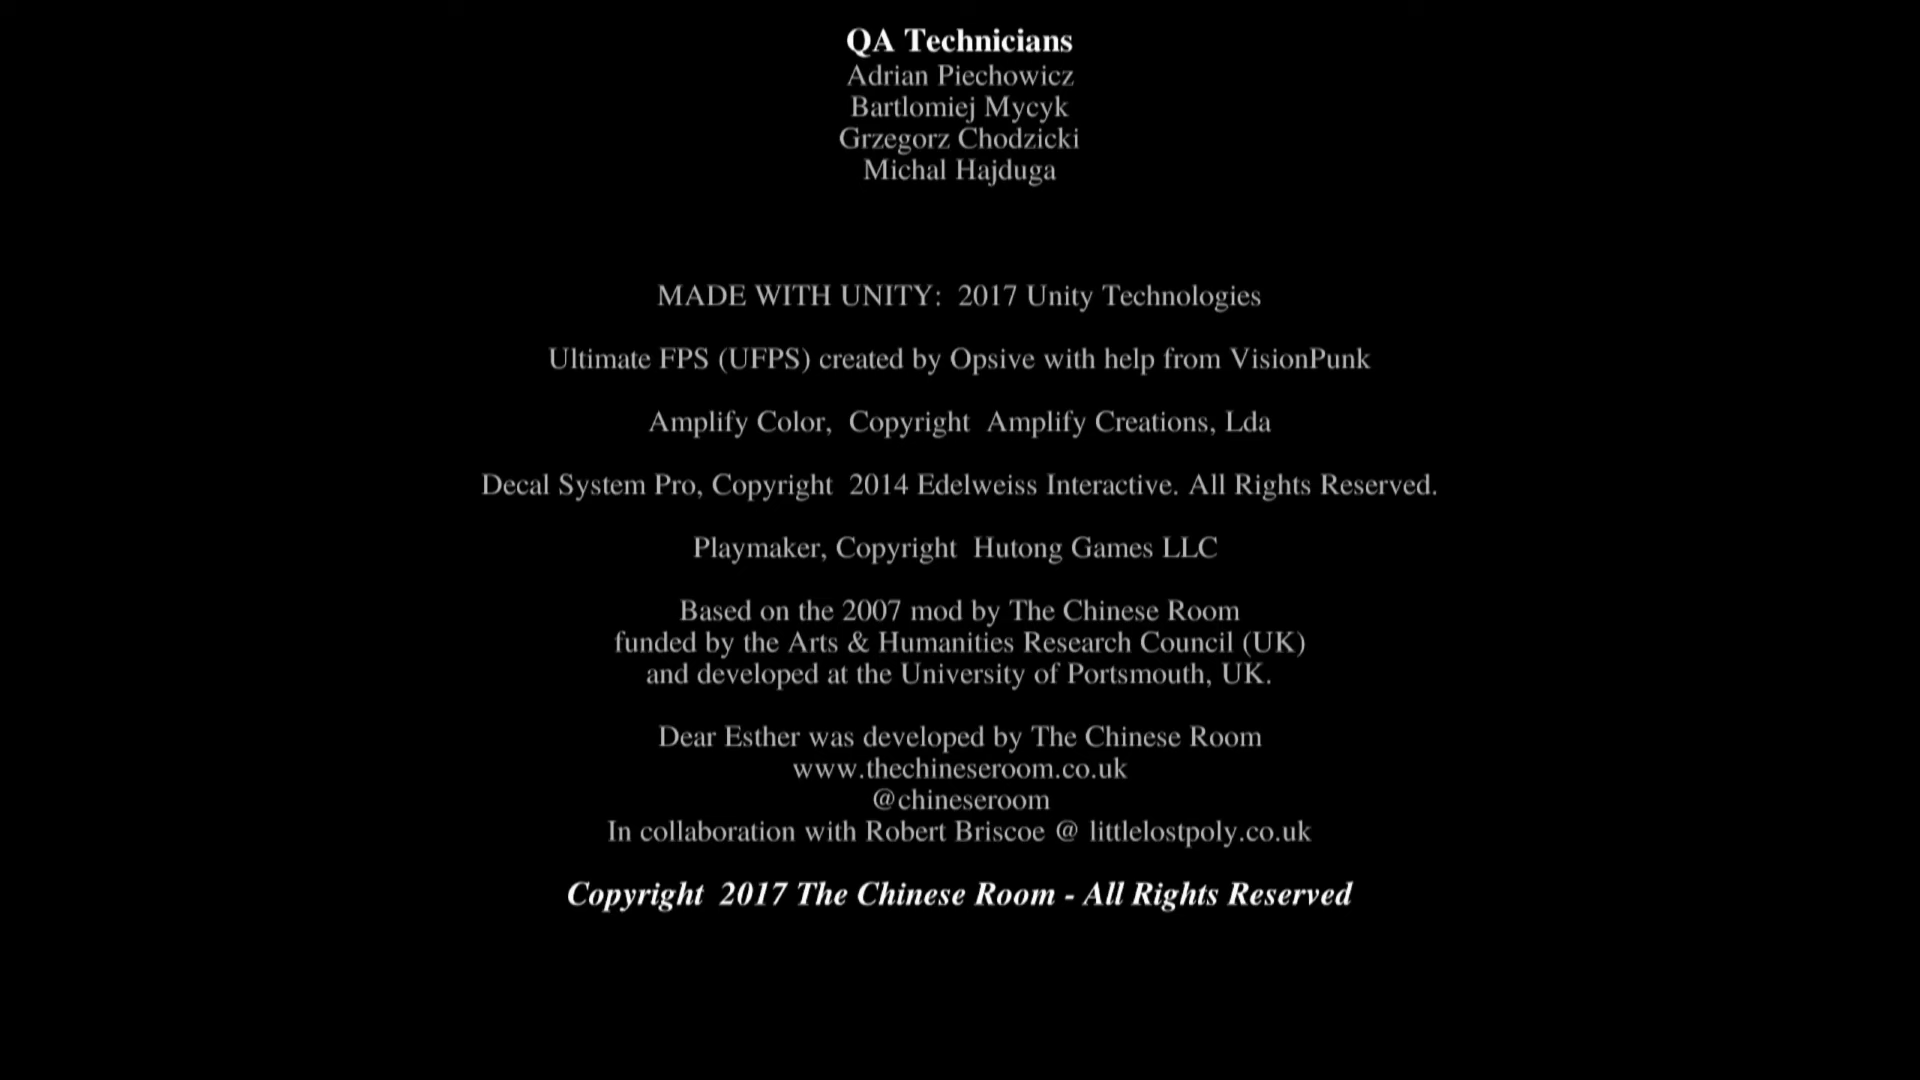 QA Technicians
Adrian Piechowicz
Bartlomiej Mycyk
Grzegorz Chodzicki
Michal Hajduga
MADE WITH UNITY:  2017 Unity Technologies
Ultimate FPS (UFPS) created by Opsive with help from VisionPunk
Amplify Color,  Copyright  Amplify Creations, Lda
Decal System Pro, Copyright  2014 Edelweiss Interactive. All Rights Reserved.
Playmaker, Copyright  Hutong Games LLC
Based on the 2007 mod by The Chinese Room
funded by the Arts & Humanities Research Council (UK)
and developed at the University of Portsmouth, UK.
Dear Esther was developed by The Chinese Room
www.thechineseroom.co.uk
@chineseroom
In collaboration with Robert Briscoe @ littlelostpoly.co.uk
Copyright  2017 The Chinese Room - All Rights Reserved